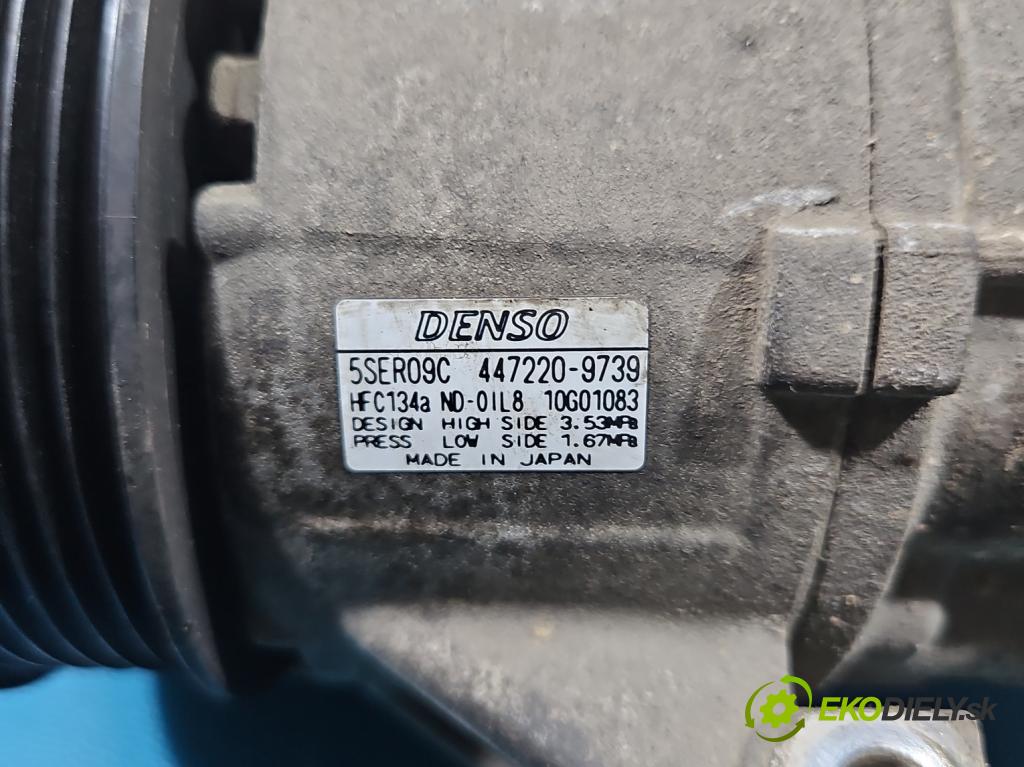 DENSO
5SER09C 447220-9739
HFC134a ND-OIL8 10G01083
DESIGN HIGH SIDE 3.53MPa
PRESS LOW SIDE 1.67MPa
MADE IN JAPAN
EKODIELY.sk